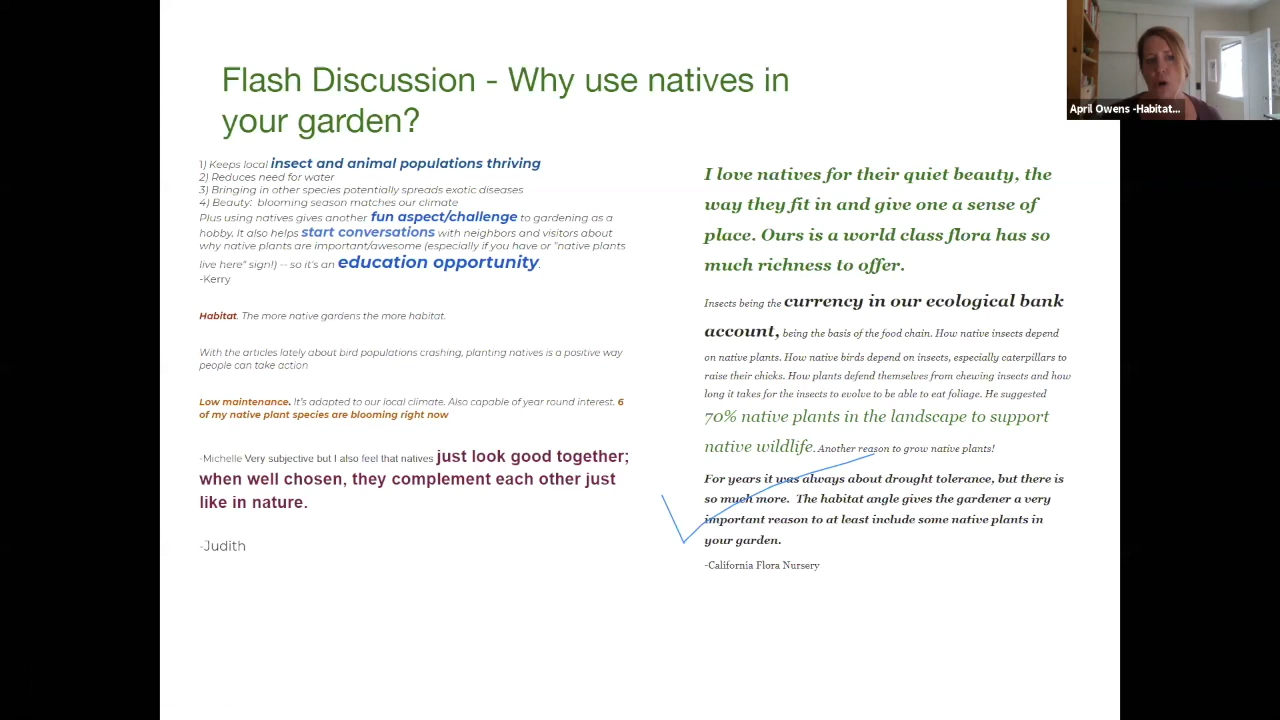 Flash Discussion - Why use natives in
your garden?
1) Keeps local insect and animal populations thriving
2) Reduces need for water
3) Bringing in other species potentially spreads exotic diseases
4) Beauty: blooming season matches our climate
Plus using natives gives another fun aspect/challenge to gardening as a
hobby. It also helps start conversations with neighbors and visitors about
why native plants are important/awesome (especially if you have or "native plants
live here" sign!) -- so it's an education opportunity.
-Kerry
Habitat. The more native gardens the more habitat.
With the articles lately about bird populations crashing, planting natives is a positive way
people can take action
Low maintenance. It's adapted to our local climate. Also capable of year round interest. 6
of my native plant species are blooming right now
-Michelle Very subjective but I also feel that natives just look good together;
when well chosen, they complement each other just
like in nature.
-Judith
I love natives for their quiet beauty, the
way they fit in and give one a sense of
place. Ours is a world class flora has so
much richness to offer.
Insects being the currency in our ecological bank
account, being the basis of the food chain. How native insects depend
on native plants. How native birds depend on insects, especially caterpillars to
raise their chicks. How plants defend themselves from chewing insects and how
long it takes for the insects to evolve to be able to eat foliage. He suggested
70% native plants in the landscape to support
native wildlife. Another reason to grow native plants!
For years it was always about drought tolerance, but there is
so much more. The habitat angle gives the gardener a very
important reason to at least include some native plants in
your garden.
-California Flora Nursery
April Owens -Habitat...